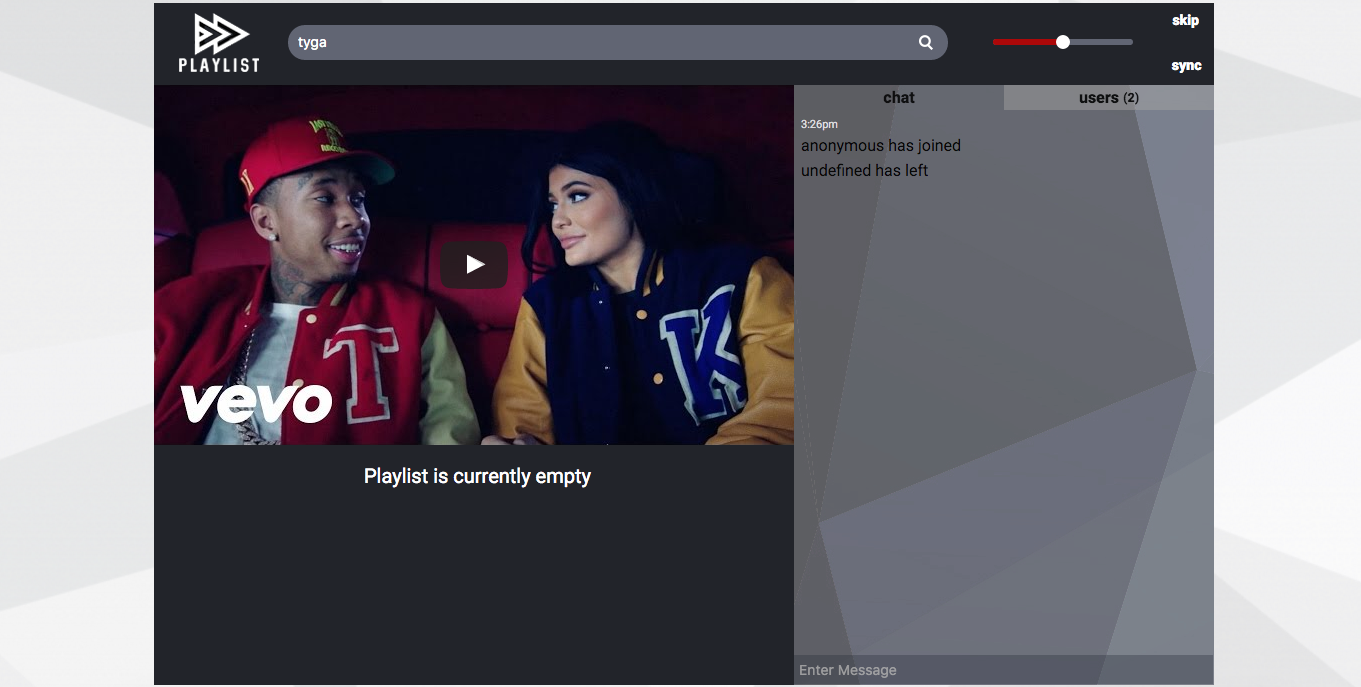 PLAYLIST
tyga
skip
sync
chat
users (2)
3:26pm
anonymous has joined
undefined has left
T
K
vevo
Playlist is currently empty
Enter Message